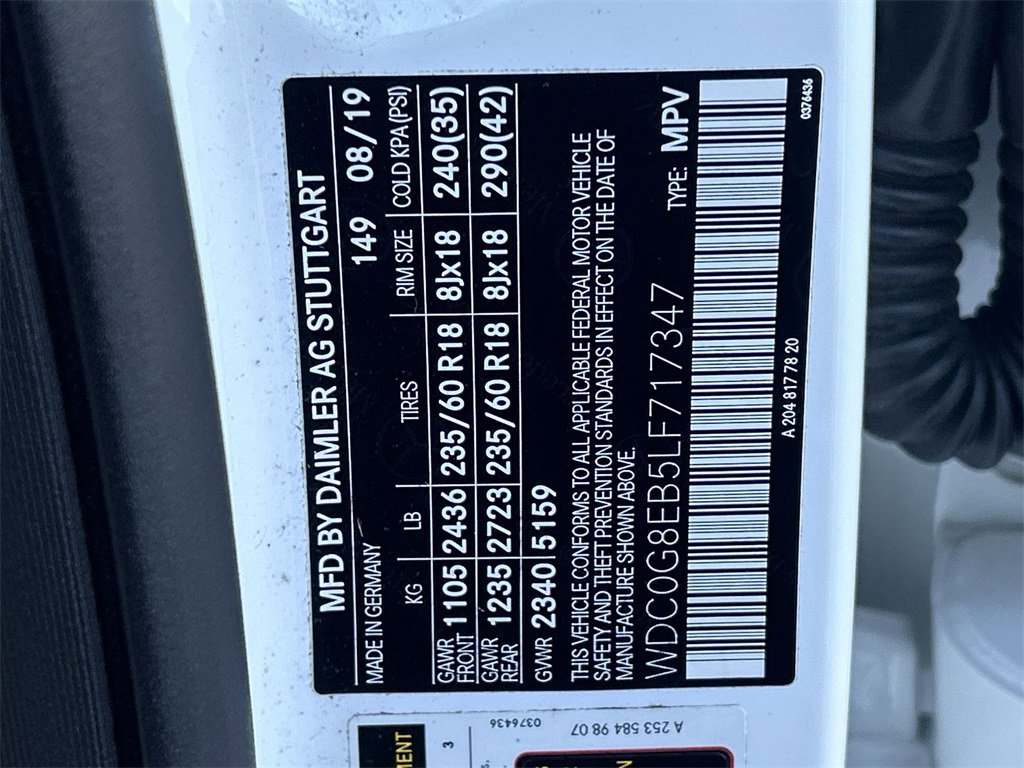 MFD BY DAIMLER AG STUTTGART
MADE IN GERMANY 149 08/19
KG LB TIRES RIM SIZE COLD KPA(PSI)
GAWR FRONT 1105 2436 235/60 R18 8Jx18 240(35)
GAWR REAR 1235 2723 235/60 R18 8Jx18 290(42)
GVWR 2340 5159
THIS VEHICLE CONFORMS TO ALL APPLICABLE FEDERAL MOTOR VEHICLE
SAFETY AND THEFT PREVENTION STANDARDS IN EFFECT ON THE DATE OF
MANUFACTURE SHOWN ABOVE.
WDC0G8EB5LF717347 TYPE: MPV
A 204 817 78 20 0376436
0376436
A 253 584 98 07
3